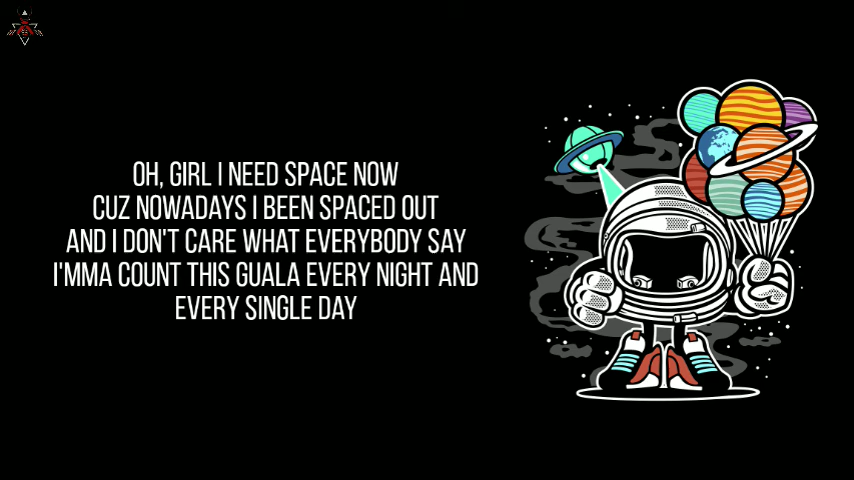 OH, GIRL I NEED SPACE NOW
CUZ NOWADAYS I BEEN SPACED OUT
AND I DON'T CARE WHAT EVERYBODY SAY
I'MMA COUNT THIS GUALA EVERY NIGHT AND
EVERY SINGLE DAY